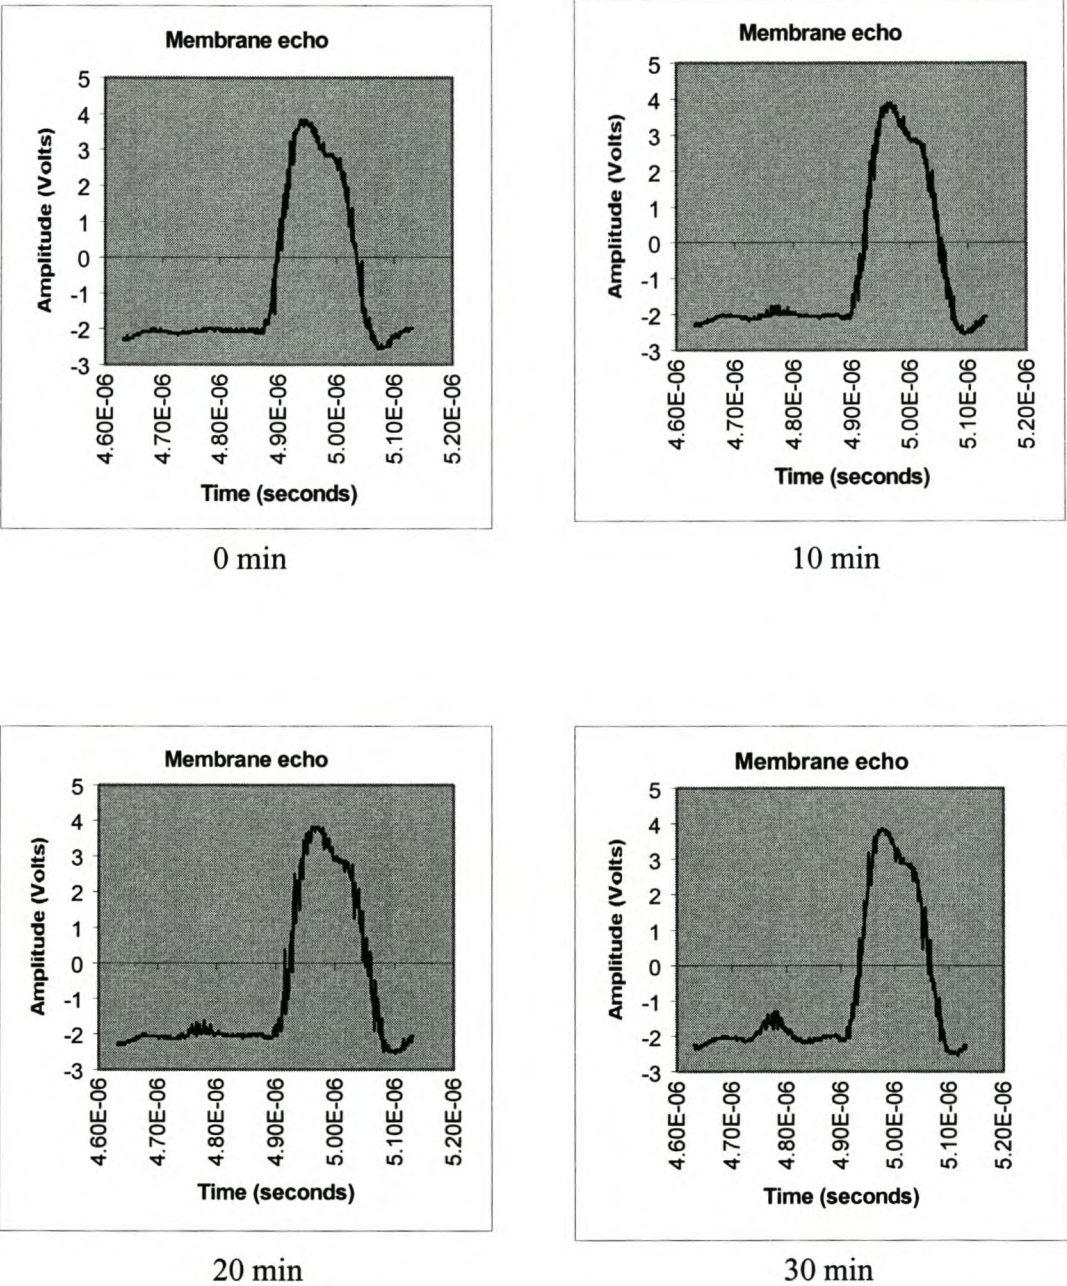 Membrane echo
Amplitude (Volts)
5
4
3
2
1
0
-1
-2
-3
4.60E-06
4.70E-06
4.80E-06
4.90E-06
5.00E-06
5.10E-06
5.20E-06
Time (seconds)
0 min
Membrane echo
Amplitude (Volts)
5
4
3
2
1
0
-1
-2
-3
4.60E-06
4.70E-06
4.80E-06
4.90E-06
5.00E-06
5.10E-06
5.20E-06
Time (seconds)
10 min
Membrane echo
Amplitude (Volts)
5
4
3
2
1
0
-1
-2
-3
4.60E-06
4.70E-06
4.80E-06
4.90E-06
5.00E-06
5.10E-06
5.20E-06
Time (seconds)
20 min
Membrane echo
Amplitude (Volts)
5
4
3
2
1
0
-1
-2
-3
4.60E-06
4.70E-06
4.80E-06
4.90E-06
5.00E-06
5.10E-06
5.20E-06
Time (seconds)
30 min